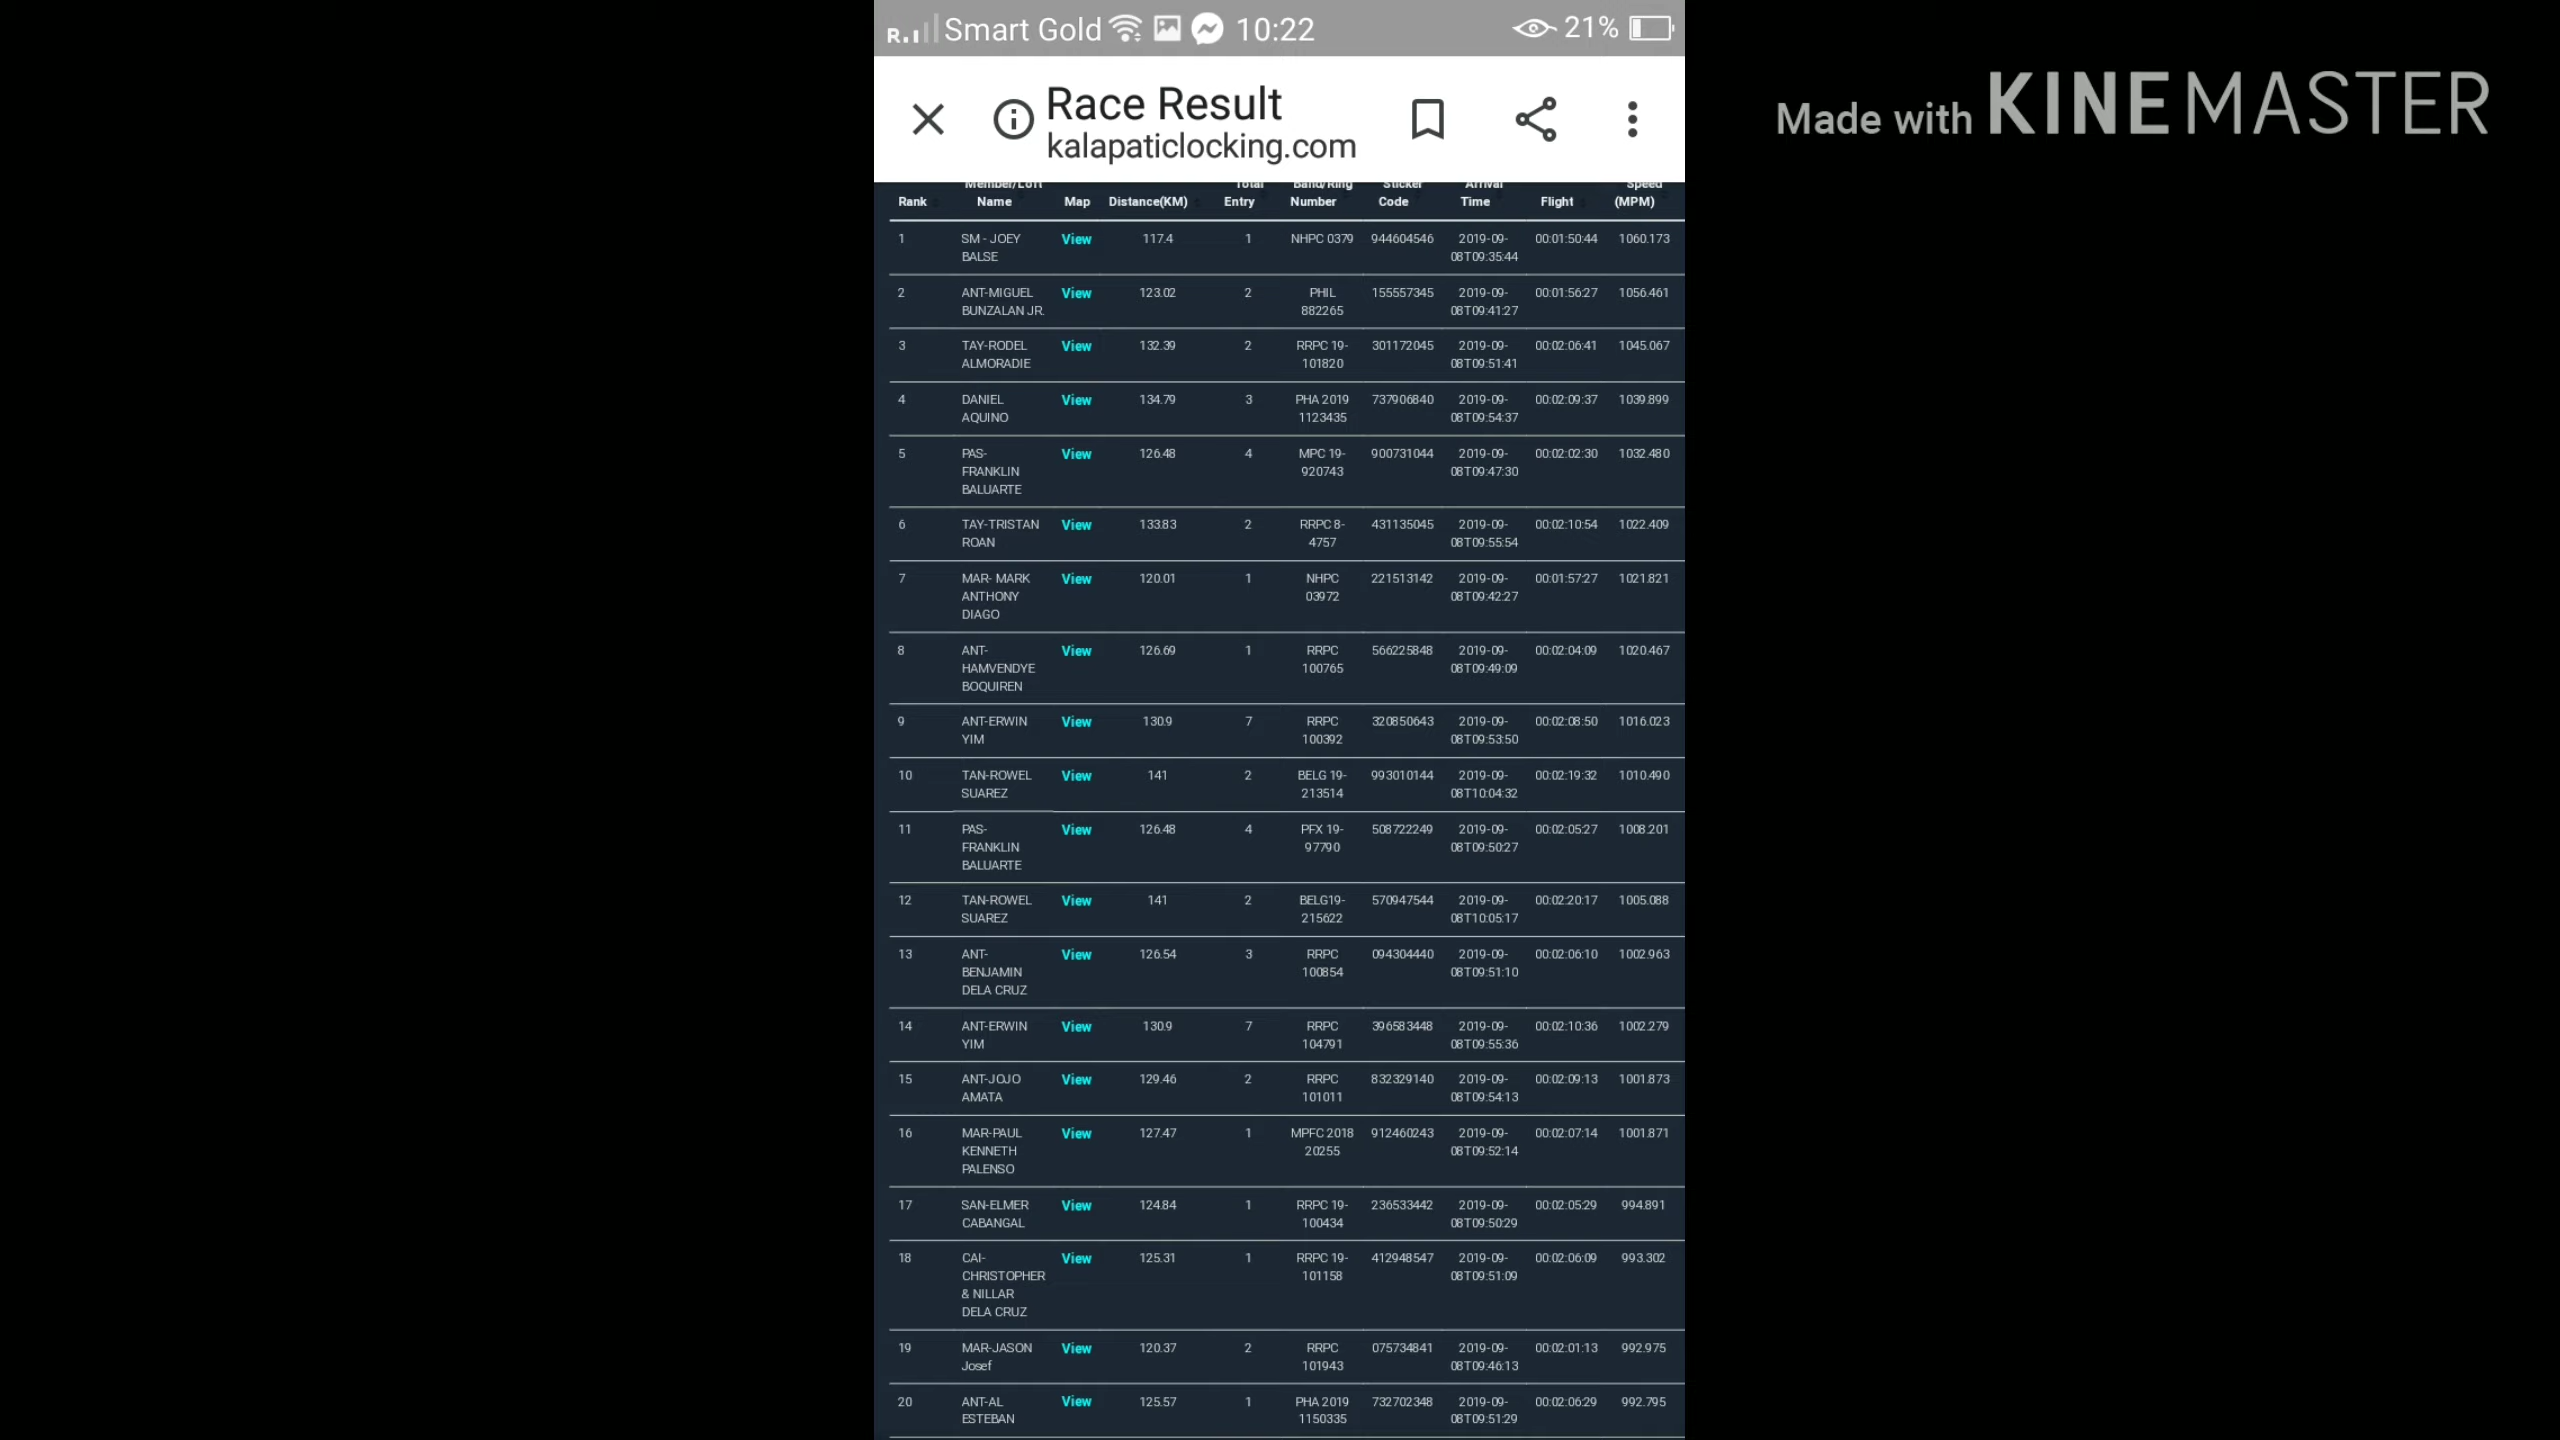 R Smart Gold 10:22 21%
Made with KINEMASTER
Race Result
kalapaticlocking.com
Member/Loft Total Band/Ring Sticker Arrival Speed
Rank Name Map Distance(KM) Entry Number Code Time Flight (MPM)
1 SM - JOEY View 117.4 1 NHPC 0379 944604546 2019-09- 00:01:50:44 1060.173
BALSE 08T09:35:44
2 ANT-MIGUEL View 123.02 2 PHIL 155557345 2019-09- 00:01:56:27 1056.461
BUNZALAN JR. 882265 08T09:41:27
3 TAY-RODEL View 132.39 2 RRPC 19- 301172045 2019-09- 00:02:06:41 1045.067
ALMORADIE 101820 08T09:51:41
4 DANIEL View 134.79 3 PHA 2019 737906840 2019-09- 00:02:09:37 1039.899
AQUINO 1123435 08T09:54:37
5 PAS- View 126.48 4 MPC 19- 900731044 2019-09- 00:02:02:30 1032.480
FRANKLIN 920743 08T09:47:30
BALUARTE
6 TAY-TRISTAN View 133.83 2 RRPC 8- 431135045 2019-09- 00:02:10:54 1022.409
ROAN 4757 08T09:55:54
7 MAR- MARK View 120.01 1 NHPC 221513142 2019-09- 00:01:57:27 1021.821
ANTHONY 03972 08T09:42:27
DIAGO
8 ANT- View 126.69 1 RRPC 566225848 2019-09- 00:02:04:09 1020.467
HAMVENDYE 100765 08T09:49:09
BOQUIREN
9 ANT-ERWIN View 130.9 7 RRPC 320850643 2019-09- 00:02:08:50 1016.023
YIM 100392 08T09:53:50
10 TAN-ROWEL View 141 2 BELG 19- 993010144 2019-09- 00:02:19:32 1010.490
SUAREZ 213514 08T10:04:32
11 PAS- View 126.48 4 PFX 19- 508722249 2019-09- 00:02:05:27 1008.201
FRANKLIN 97790 08T09:50:27
BALUARTE
12 TAN-ROWEL View 141 2 BELG19- 570947544 2019-09- 00:02:20:17 1005.088
SUAREZ 215622 08T10:05:17
13 ANT- View 126.54 3 RRPC 094304440 2019-09- 00:02:06:10 1002.963
BENJAMIN 100854 08T09:51:10
DELA CRUZ
14 ANT-ERWIN View 130.9 7 RRPC 396583448 2019-09- 00:02:10:36 1002.279
YIM 104791 08T09:55:36
15 ANT-JOJO View 129.46 2 RRPC 832329140 2019-09- 00:02:09:13 1001.873
AMATA 101011 08T09:54:13
16 MAR-PAUL View 127.47 1 MPFC 2018 912460243 2019-09- 00:02:07:14 1001.871
KENNETH 20255 08T09:52:14
PALENSO
17 SAN-ELMER View 124.84 1 RRPC 19- 236533442 2019-09- 00:02:05:29 994.891
CABANGAL 100434 08T09:50:29
18 CAI- View 125.31 1 RRPC 19- 412948547 2019-09- 00:02:06:09 993.302
CHRISTOPHER 101158 08T09:51:09
& NILLAR
DELA CRUZ
19 MAR-JASON View 120.37 2 RRPC 075734841 2019-09- 00:02:01:13 992.975
Josef 101943 08T09:46:13
20 ANT-AL View 125.57 1 PHA 2019 732702348 2019-09- 00:02:06:29 992.795
ESTEBAN 1150335 08T09:51:29